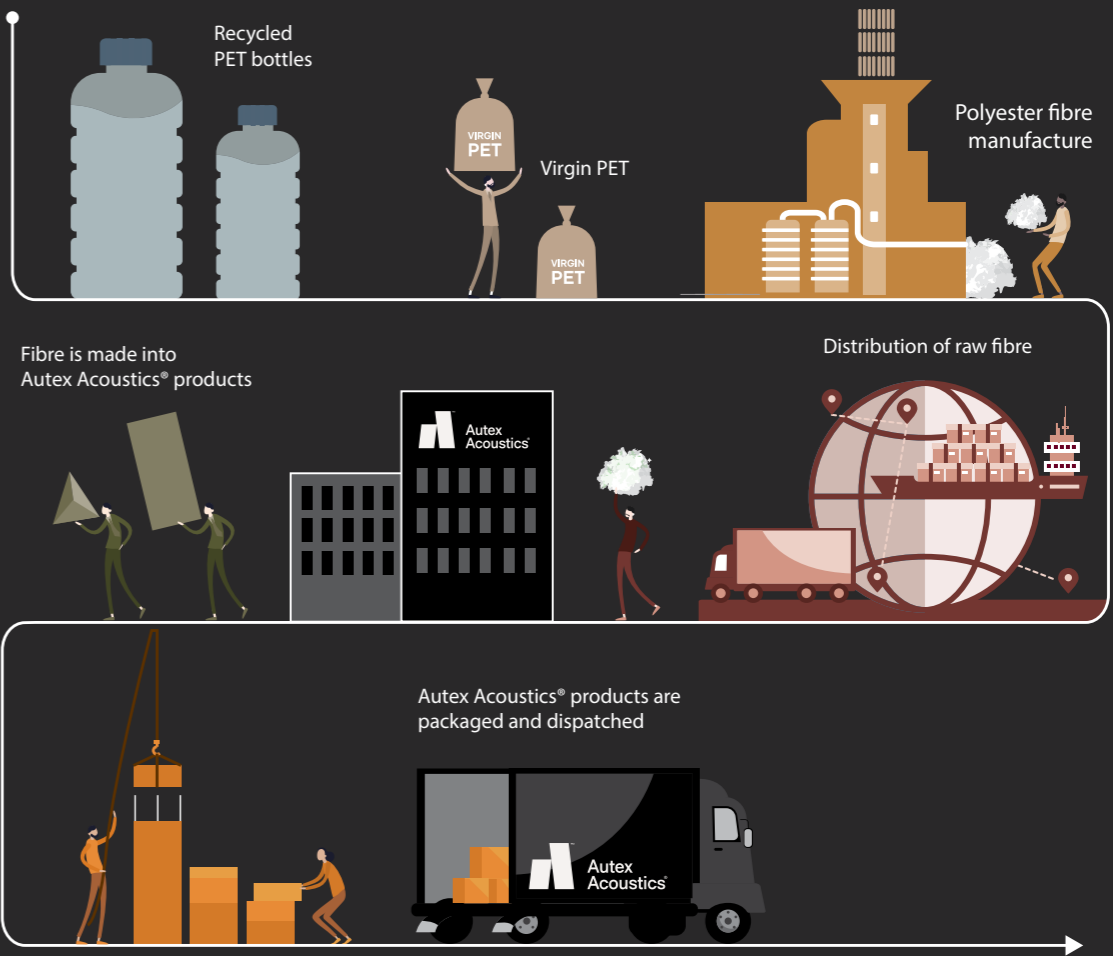 Recycled
PET bottles
VIRGIN
PET
Virgin PET
VIRGIN
PET
Polyester fibre
manufacture
Distribution of raw fibre
Autex
Acoustics®
Fibre is made into
Autex Acoustics® products
Autex Acoustics® products are
packaged and dispatched
Autex
Acoustics®